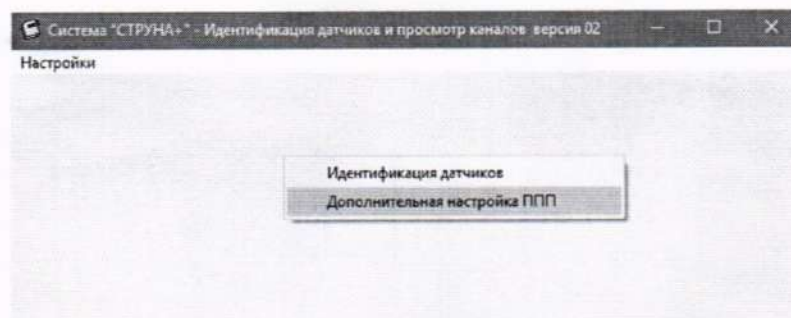 Система "СТРУНА+" - Идентификация датчиков и просмотр каналов версия 02
Настройки
Идентификация датчиков
Дополнительная настройка ППП